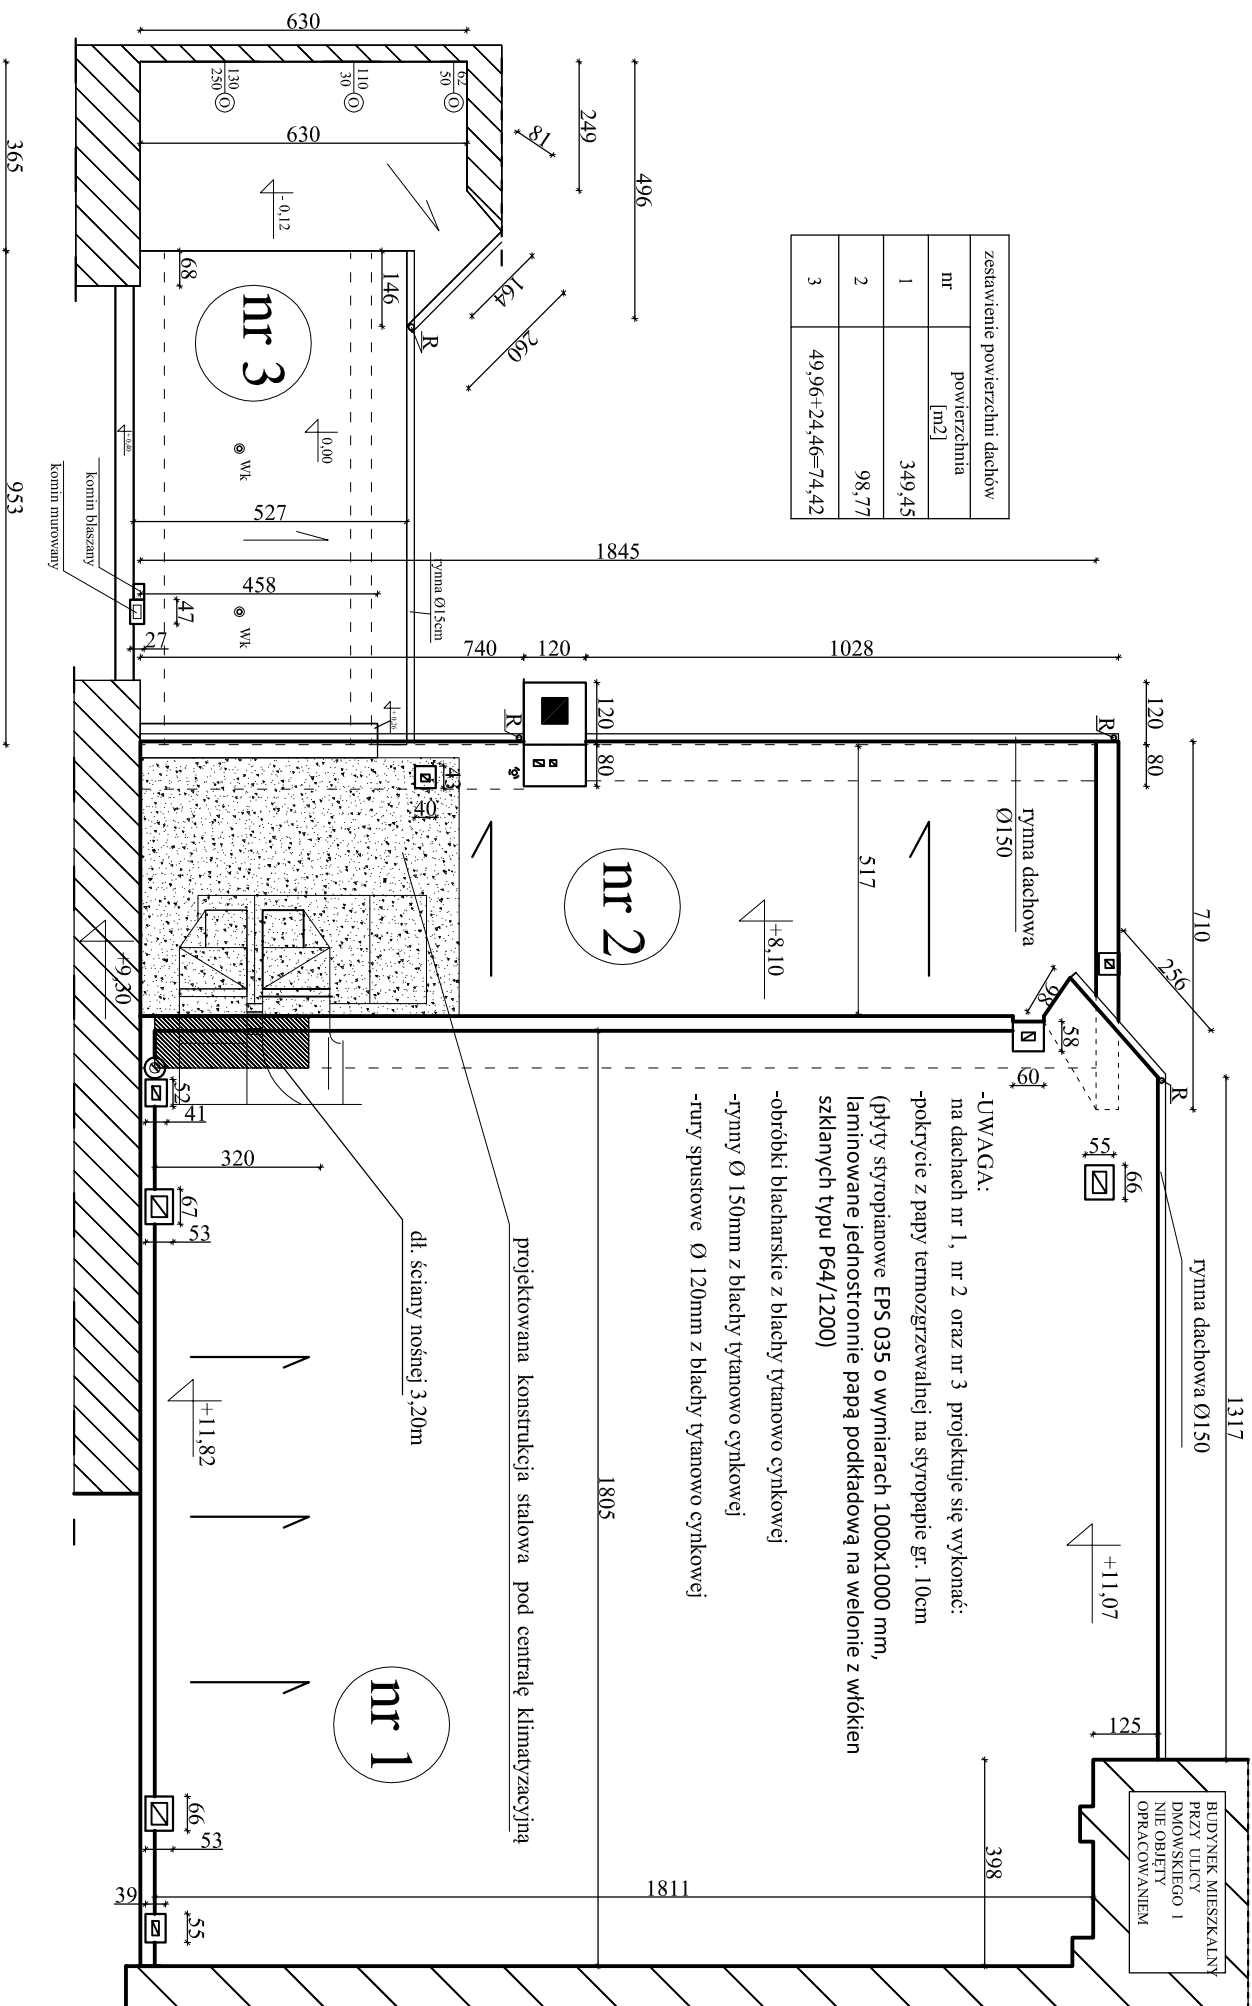 zestawienie powierzchni dachów
nr
powierzchnia
[m2]
1
349,45
2
98,77
3
49,96+24,46=74,42
BUDYNEK MIESZKALNY
PRZY ULICY
DMOWSKIEGO 1
NIE OBJĘTY
OPRACOWANIEM
-UWAGA:
na dachach nr 1, nr 2 oraz nr 3 projektuje się wykonać:
-pokrycie z papy termozgrzewalnej na styropapie gr. 10cm
(płyty styropianowe EPS 035 o wymiarach 1000x1000 mm,
laminowane jednostronnie papą podkładową na welonie z włókien
szklanych typu P64/1200)
-obróbki blacharskie z blachy tytanowo cynkowej
-rynny Ø 150mm z blachy tytanowo cynkowej
-rury spustowe Ø 120mm z blachy tytanowo cynkowej
projektowana konstrukcja stalowa pod centralę klimatyzacyjną
dł. ściany nośnej 3,20m
rynna dachowa Ø150
rynna dachowa
Ø150
rynna Ø15cm
komin blaszany
komin murowany
nr 1
nr 2
nr 3
+11,07
+11,82
+8,10
+9,30
0,00
- 0,12
R
R
R
R
Wk
Wk
1317
710
256
120
80
120
80
496
249
81
164
260
146
68
365
953
630
630
62
50
110
30
130
250
527
1845
458
47
27
740
120
1028
517
43
40
98
58
60
55
66
52
41
320
67
53
1805
125
398
1811
66
53
39
55